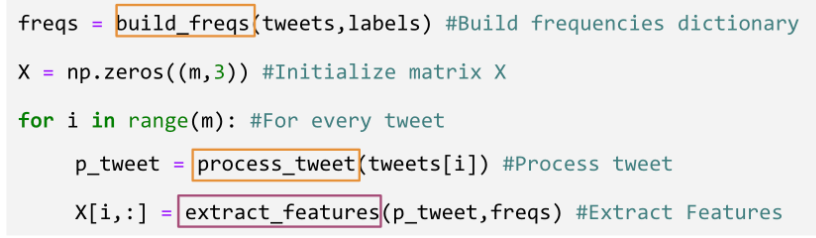 freqs = build_freqs(tweets,labels) #Build frequencies dictionary
X = np.zeros((m,3)) #Initialize matrix X
for i in range(m): #For every tweet
p_tweet = process_tweet(tweets[i]) #Process tweet
X[i,:] = extract_features(p_tweet,freqs) #Extract Features